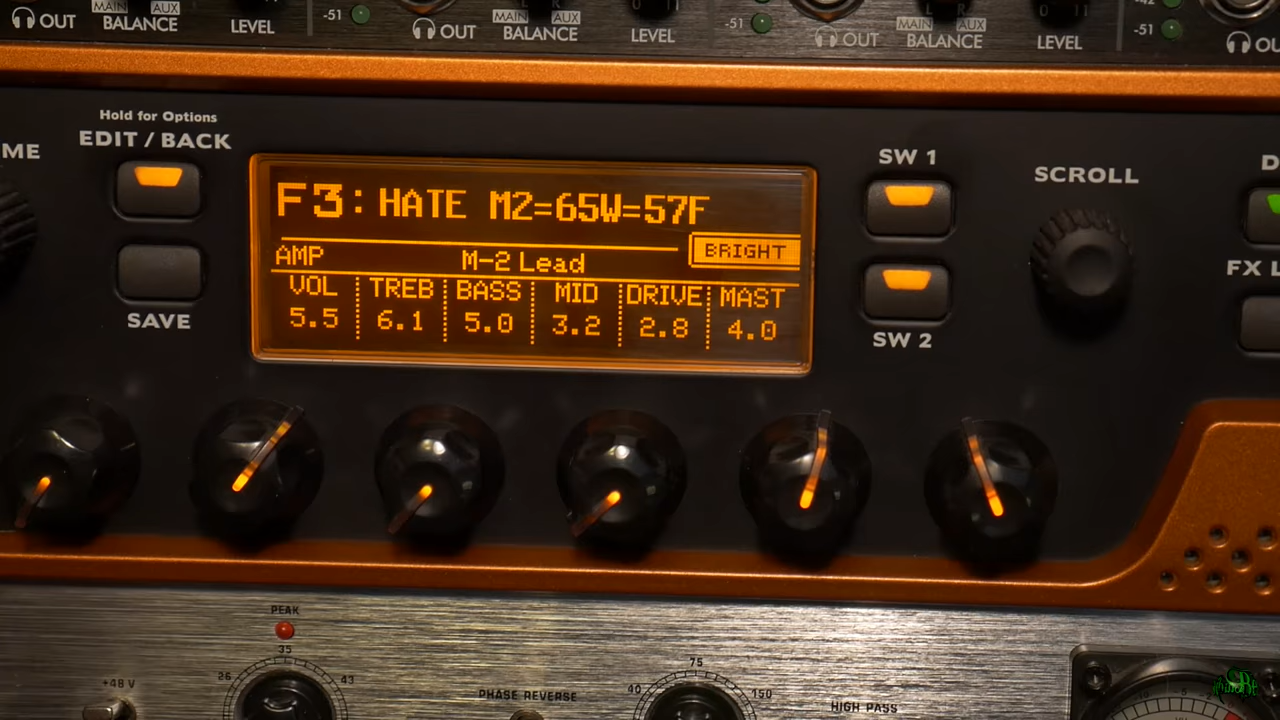 -51 -51 -51
OUT MAIN AUX BALANCE LEVEL OUT MAIN AUX BALANCE LEVEL OUT MAIN AUX BALANCE LEVEL
Hold for Options
EDIT / BACK
SAVE
F3: HATE M2=65W=57F
BRIGHT
AMP M-2 Lead
VOL TREB BASS MID DRIVE MAST
5.5 6.1 5.0 3.2 2.8 4.0
SW 1
SW 2
SCROLL
PEAK
35
26 43
+48 V
PHASE REVERSE
75
40 150
HIGH PASS